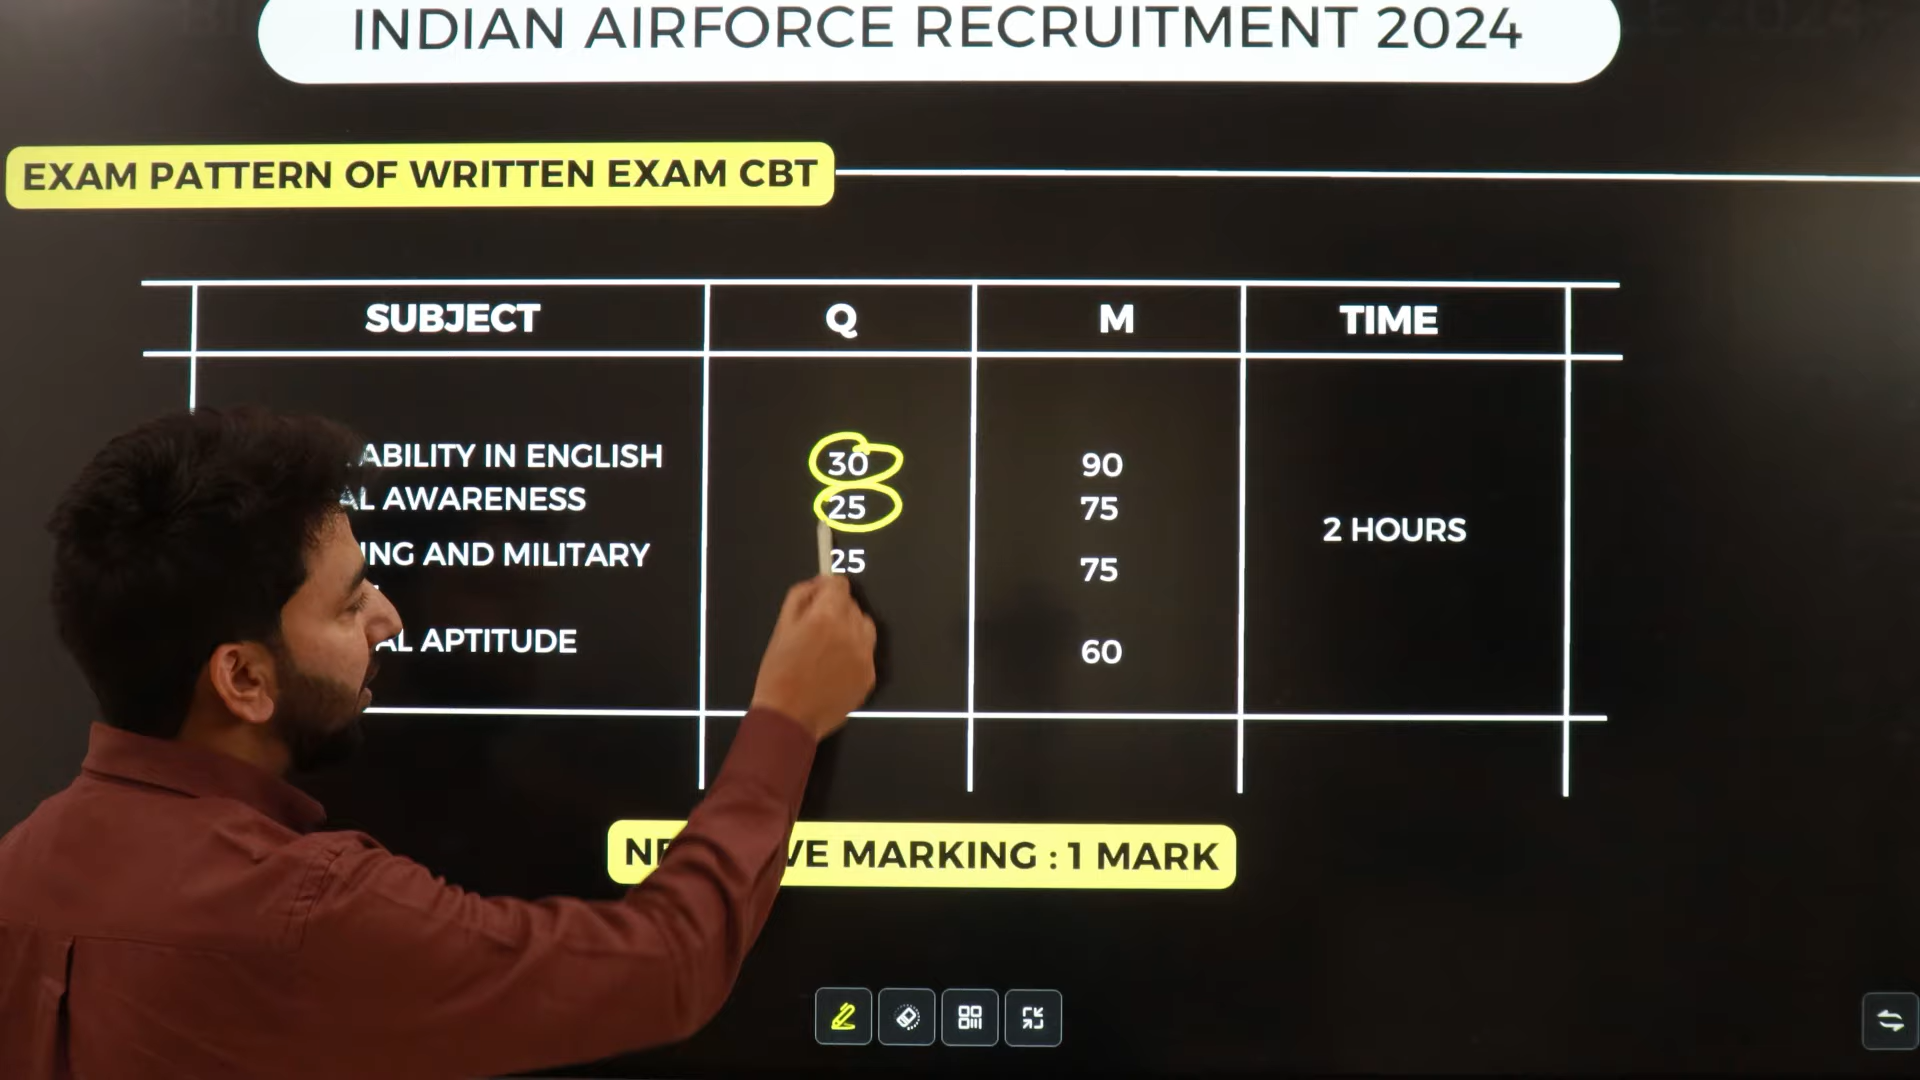 INDIAN AIRFORCE RECRUITMENT 2024
EXAM PATTERN OF WRITTEN EXAM CBT
SUBJECT Q M TIME
ABILITY IN ENGLISH 30 90
AL AWARENESS 25 75
2 HOURS
ING AND MILITARY 25 75
AL APTITUDE 60
NE VE MARKING : 1 MARK